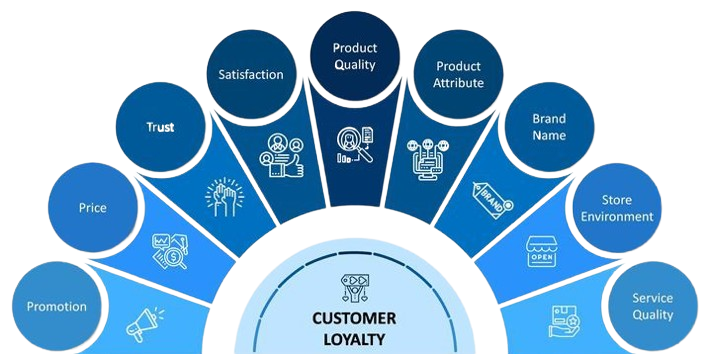 Promotion
Price
Trust
Satisfaction
Product
Quality
Product
Attribute
Brand
Name
Store
Environment
Service
Quality
BRAND
OPEN
CUSTOMER
LOYALTY